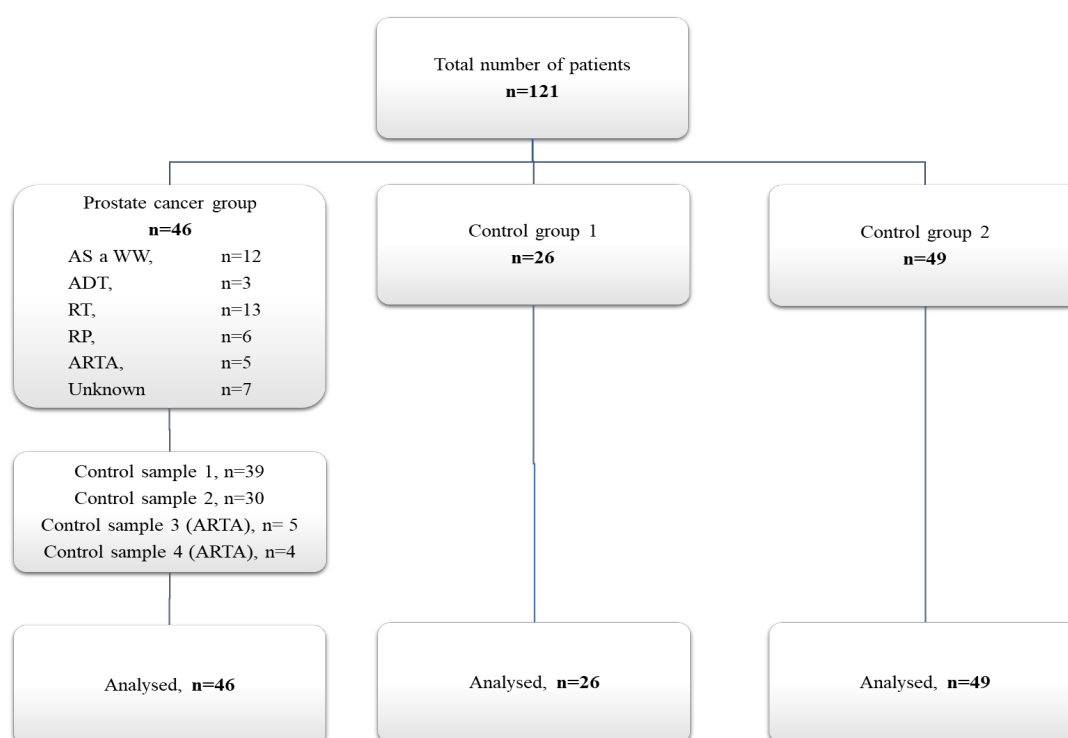 Total number of patients
n=121
Prostate cancer group
n=46
AS a WW, n=12
ADT, n=3
RT, n=13
RP, n=6
ARTA, n=5
Unknown n=7
Control group 1
n=26
Control group 2
n=49
Control sample 1, n=39
Control sample 2, n=30
Control sample 3 (ARTA), n= 5
Control sample 4 (ARTA), n=4
Analysed, n=46
Analysed, n=26
Analysed, n=49